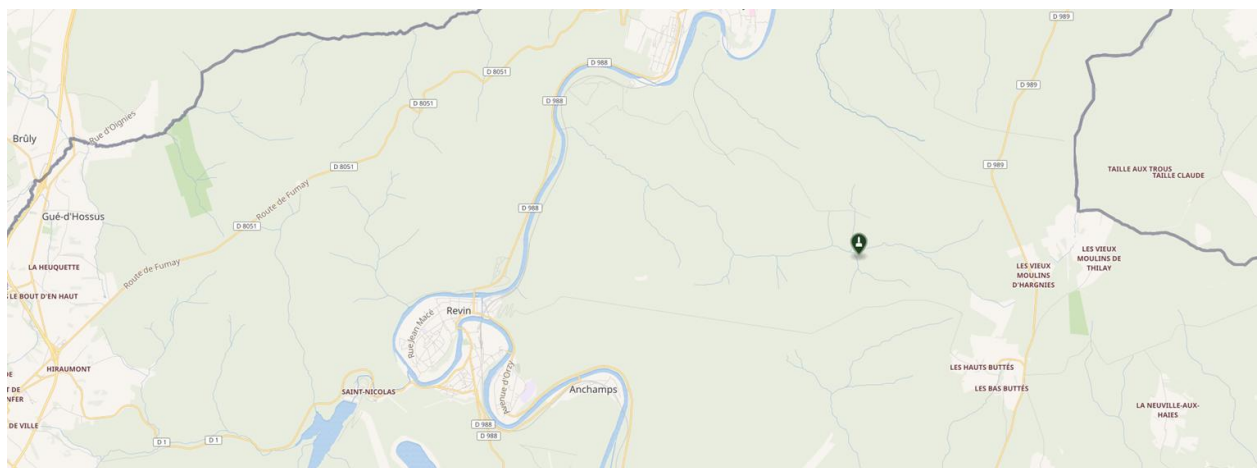 D 989
D 988
D 8051
D 8051
D 988
Rue d'Oignies
Brûly
D 8051
D 989
TAILLE AUX TROUS
TAILLE CLAUDE
D 988
Gué-d'Hossus
D 8051
Route de Fumay
LES VIEUX
MOULINS DE
THILAY
LA HEUQUETTE
LES VIEUX
MOULINS
D'HARGNIES
Route de Fumay
LE BOUT D'EN HAUT
Revin
Rue Jean Macé
HIRAUMONT
LES HAUTS BUTTÉS
Avenue d'Orzy
SAINT-NICOLAS
Anchamps
LES BAS BUTTÉS
LA NEUVILLE-AUX-
HAIES
DE VILLE
D 988
D 1
D 1
D 988